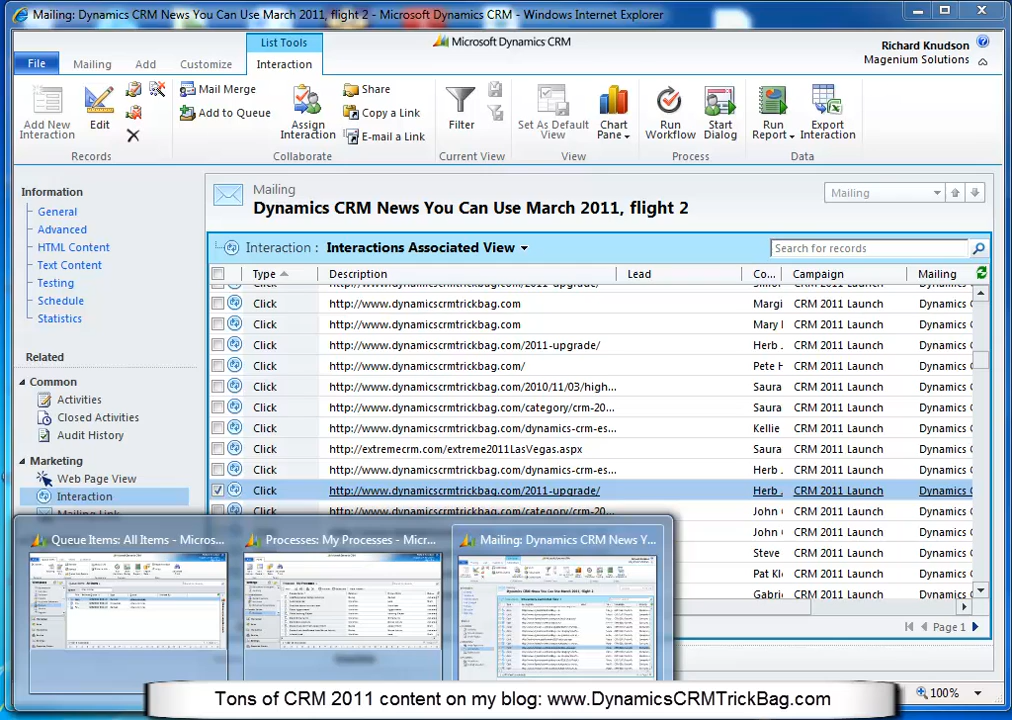 Mailing: Dynamics CRM News You Can Use March 2011, flight 2 - Microsoft Dynamics CRM - Windows Internet Explorer
File Mailing Add Customize List Tools Interaction Microsoft Dynamics CRM Richard Knudson
Magenium Solutions
Add New Interaction
Edit
Records
Mail Merge
Add to Queue
Assign Interaction
Share
Copy a Link
E-mail a Link
Collaborate
Filter
Current View
Set As Default View
Chart Pane
View
Run Workflow
Start Dialog
Process
Run Report
Export Interaction
Data
Information
General
Advanced
HTML Content
Text Content
Testing
Schedule
Statistics
Related
Common
Activities
Closed Activities
Audit History
Marketing
Web Page View
Interaction
Mailing Link
Mailing
Dynamics CRM News You Can Use March 2011, flight 2
Mailing
Interaction : Interactions Associated View
Search for records
Type Description Lead Co... Campaign Mailing
Click http://www.dynamicscrmtrickbag.com Margi CRM 2011 Launch Dynamics C
Click http://www.dynamicscrmtrickbag.com Mary CRM 2011 Launch Dynamics C
Click http://www.dynamicscrmtrickbag.com/2011-upgrade/ Herb CRM 2011 Launch Dynamics C
Click http://www.dynamicscrmtrickbag.com/ Pete H CRM 2011 Launch Dynamics C
Click http://www.dynamicscrmtrickbag.com/2010/11/03/high... Saura CRM 2011 Launch Dynamics C
Click http://www.dynamicscrmtrickbag.com/category/crm-20... Saura CRM 2011 Launch Dynamics C
Click http://www.dynamicscrmtrickbag.com/dynamics-crm-es... Kellie CRM 2011 Launch Dynamics C
Click http://extremecrm.com/extreme2011LasVegas.aspx Saura CRM 2011 Launch Dynamics C
Click http://www.dynamicscrmtrickbag.com/dynamics-crm-es... Herb CRM 2011 Launch Dynamics C
Click http://www.dynamicscrmtrickbag.com/2011-upgrade/ Herb CRM 2011 Launch Dynamics C
Click http://www.dynamicscrmtrickbag.com/category/crm-20... John CRM 2011 Launch Dynamics C
John CRM 2011 Launch Dynamics C
Steve CRM 2011 Launch Dynamics C
Pat Kl CRM 2011 Launch Dynamics C
Gabri CRM 2011 Launch Dynamics C
Page 1
Queue Items: All Items - Micros...
Processes: My Processes - Micr...
Mailing: Dynamics CRM News Y...
100%
Tons of CRM 2011 content on my blog: www.DynamicsCRMTrickBag.com